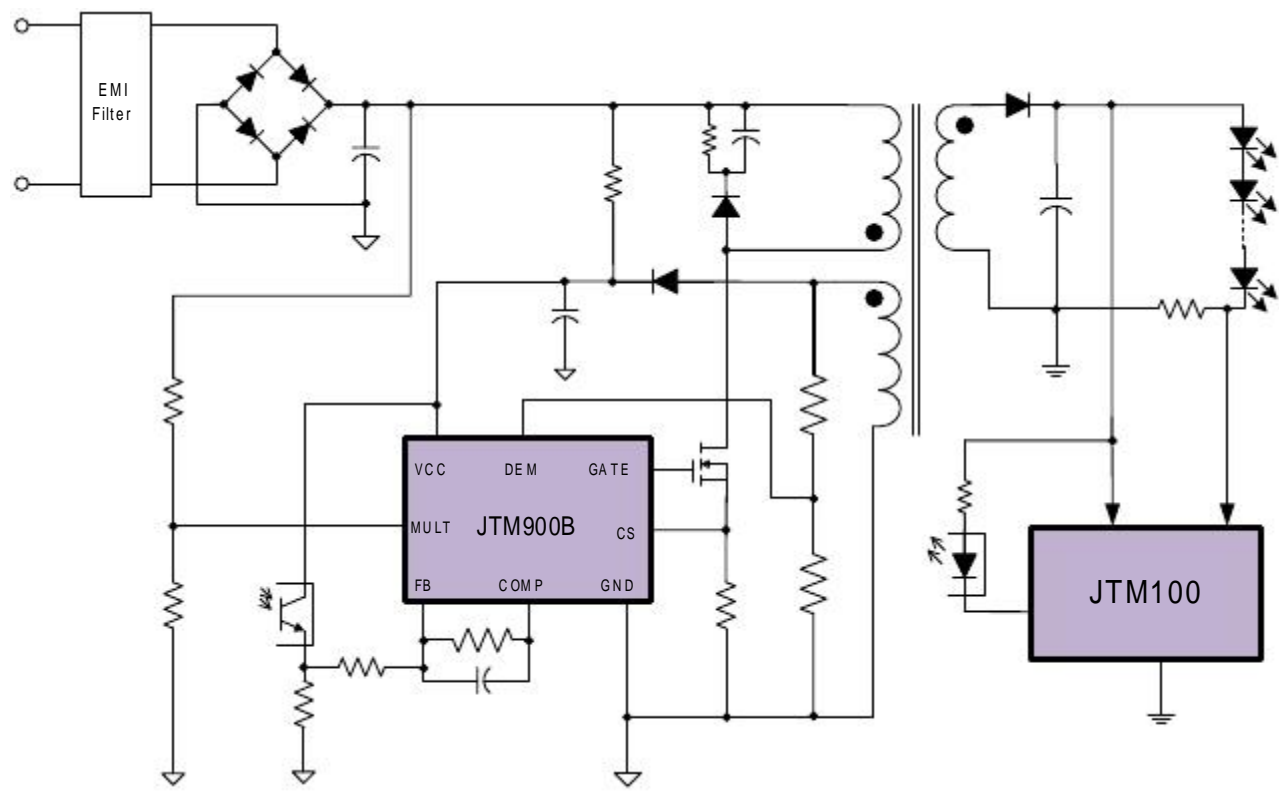 EMI
Filter
VCC DEM GATE
MULT JTM900B CS
FB COMP GND
JTM100